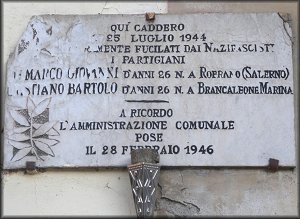 QUI CADDERO
25 LUGLIO 1944
MENTE FUCILATI DAI NAZIFASCISTI
I PARTIGIANI
MANCO GIOVANNI D'ANNI 26 N. A ROFRANO (SALERNO)
BARTOLO D'ANNI 26 N. A BRANCALEONE MARINA
A RICORDO
L'AMMINISTRAZIONE COMUNALE
POSE
IL 28 FEBBRAIO 1946